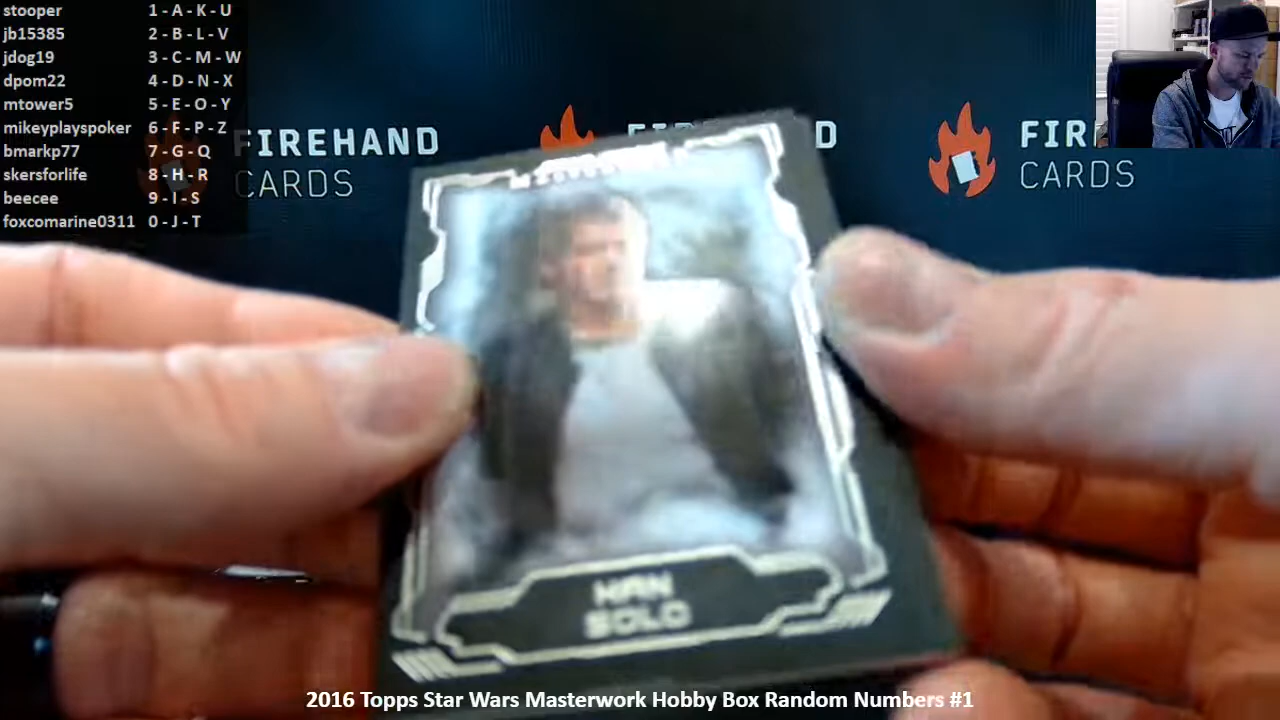 stooper 1 - A - K - U
jb15385 2 - B - L - V
jdog19 3 - C - M - W
dpom22 4 - D - N - X
mtower5 5 - E - O - Y
mikeyplayspoker 6 - F - P - Z
bmarkp77 7 - G - Q
skersforlife 8 - H - R
beecee 9 - I - S
foxcomarine0311 0 - J - T
FIREHAND
CARDS
CARDS
HAN
SOLO
2016 Topps Star Wars Masterwork Hobby Box Random Numbers #1